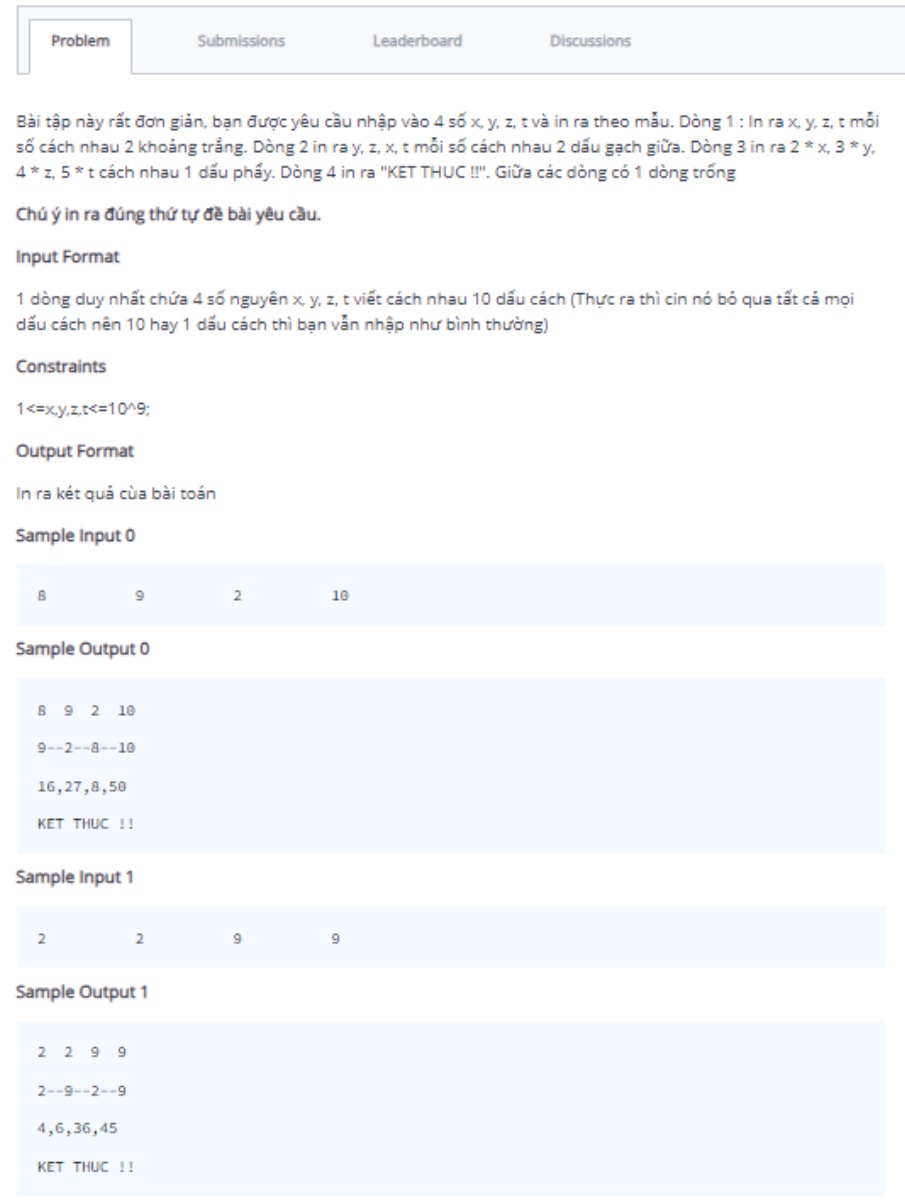 Problem Submissions Leaderboard Discussions
Bài tập này rất đơn giản, bạn được yêu cầu nhập vào 4 số x, y, z, t và in ra theo mẫu. Dòng 1 : In ra x, y, z, t mỗi
số cách nhau 2 khoảng trắng. Dòng 2 in ra y, z, x, t mỗi số cách nhau 2 dấu gạch giữa. Dòng 3 in ra 2 * x, 3 * y,
4 * z, 5 * t cách nhau 1 dấu phẩy. Dòng 4 in ra "KET THUC !!". Giữa các dòng có 1 dòng trống
Chú ý in ra đúng thứ tự đề bài yêu cầu.
Input Format
1 dòng duy nhất chứa 4 số nguyên x, y, z, t viết cách nhau 10 dấu cách (Thực ra thì cin nó bỏ qua tất cả mọi
dấu cách nên 10 hay 1 dấu cách thì bạn vẫn nhập như bình thường)
Constraints
1<=x,y,z,t<=10^9;
Output Format
In ra kết quả của bài toán
Sample Input 0
8          9          2          10
Sample Output 0
8  9  2  10
9--2--8--10
16,27,8,50
KET THUC !!
Sample Input 1
2          2          9          9
Sample Output 1
2  2  9  9
2--9--2--9
4,6,36,45
KET THUC !!